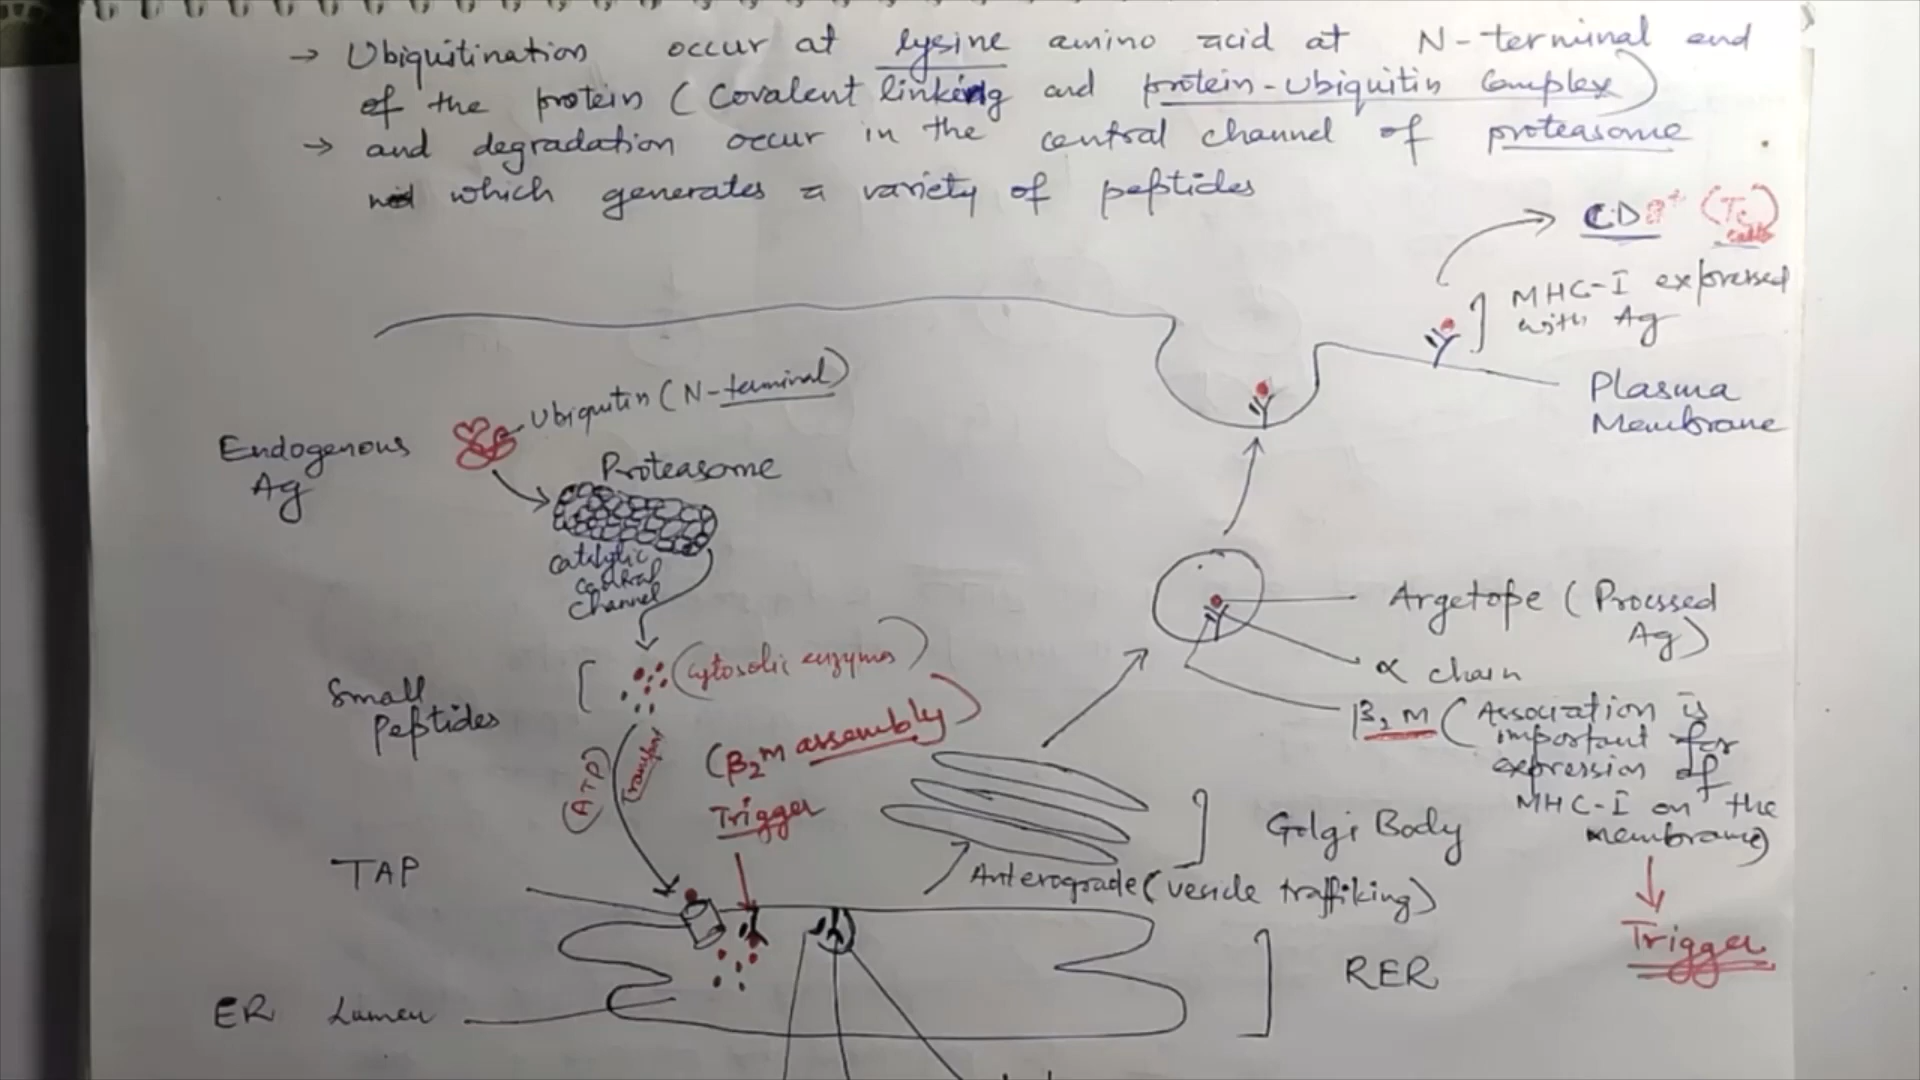 → Ubiquitination occur at lysine amino acid at N-terminal end
of the protein (Covalent linking and protein-Ubiquitin Complex)
→ and degradation occur in the central channel of proteasome
which generates a variety of peptides
CD8+ (Tc cells)
MHC-I expressed
with Ag
Plasma
Membrane
Ubiquitin (N-terminal)
Endogenous
Ag
Proteasome
Catalytic
central
channel
Argetope (Processed
Ag)
α chain
β2M (Association is
important for
expression of
MHC-I on the
membrane)
Trigger
Small
Peptides
(cytosolic enzymes)
(ATP)
Transport
(β2M assembly)
Trigger
Golgi Body
Anterograde (vesicle traffiking)
TAP
RER
ER Lumen